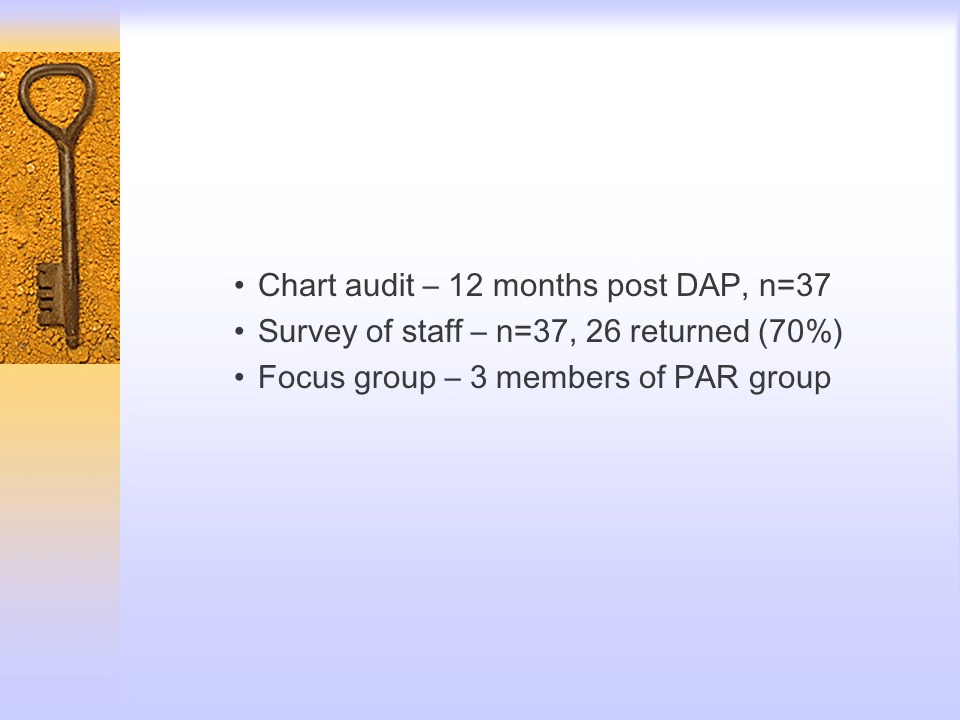 • Chart audit – 12 months post DAP, n=37
• Survey of staff – n=37, 26 returned (70%)
• Focus group – 3 members of PAR group